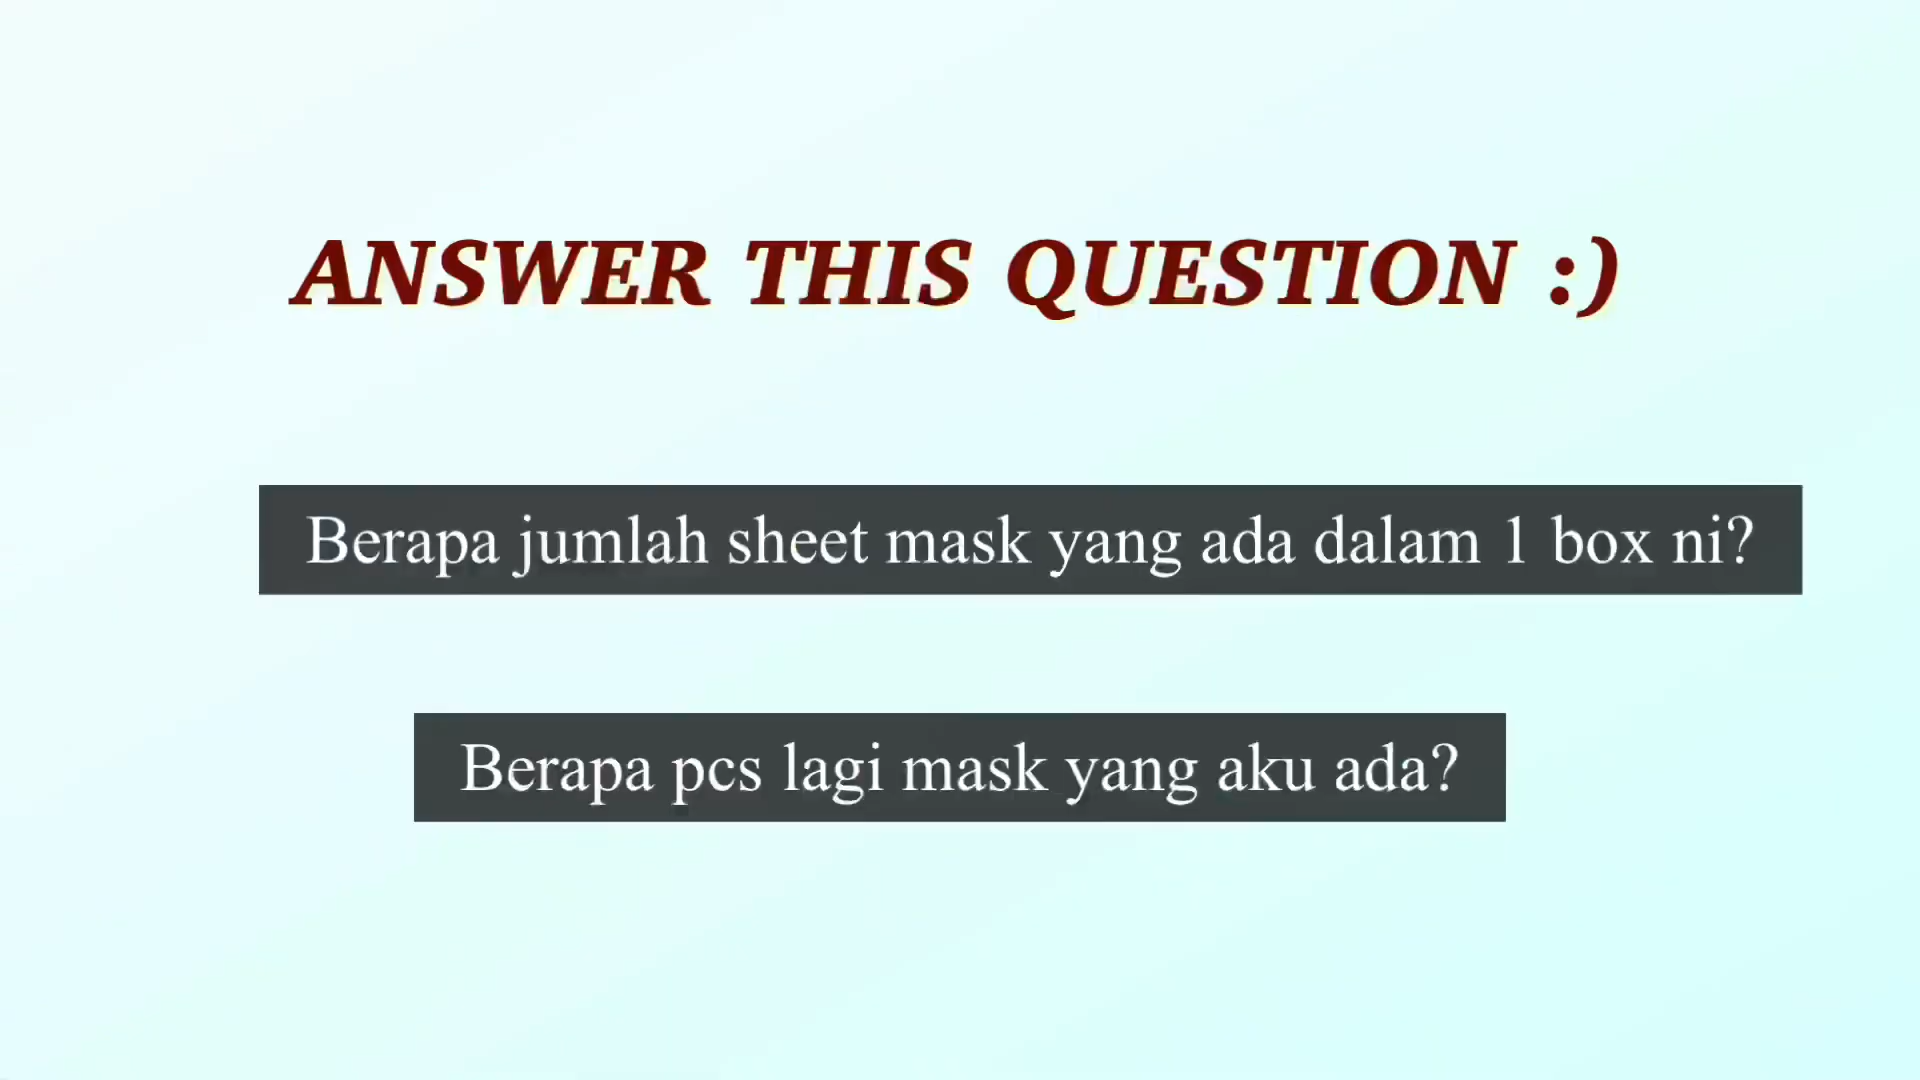 ANSWER THIS QUESTION :)
Berapa jumlah sheet mask yang ada dalam 1 box ni?
Berapa pcs lagi mask yang aku ada?